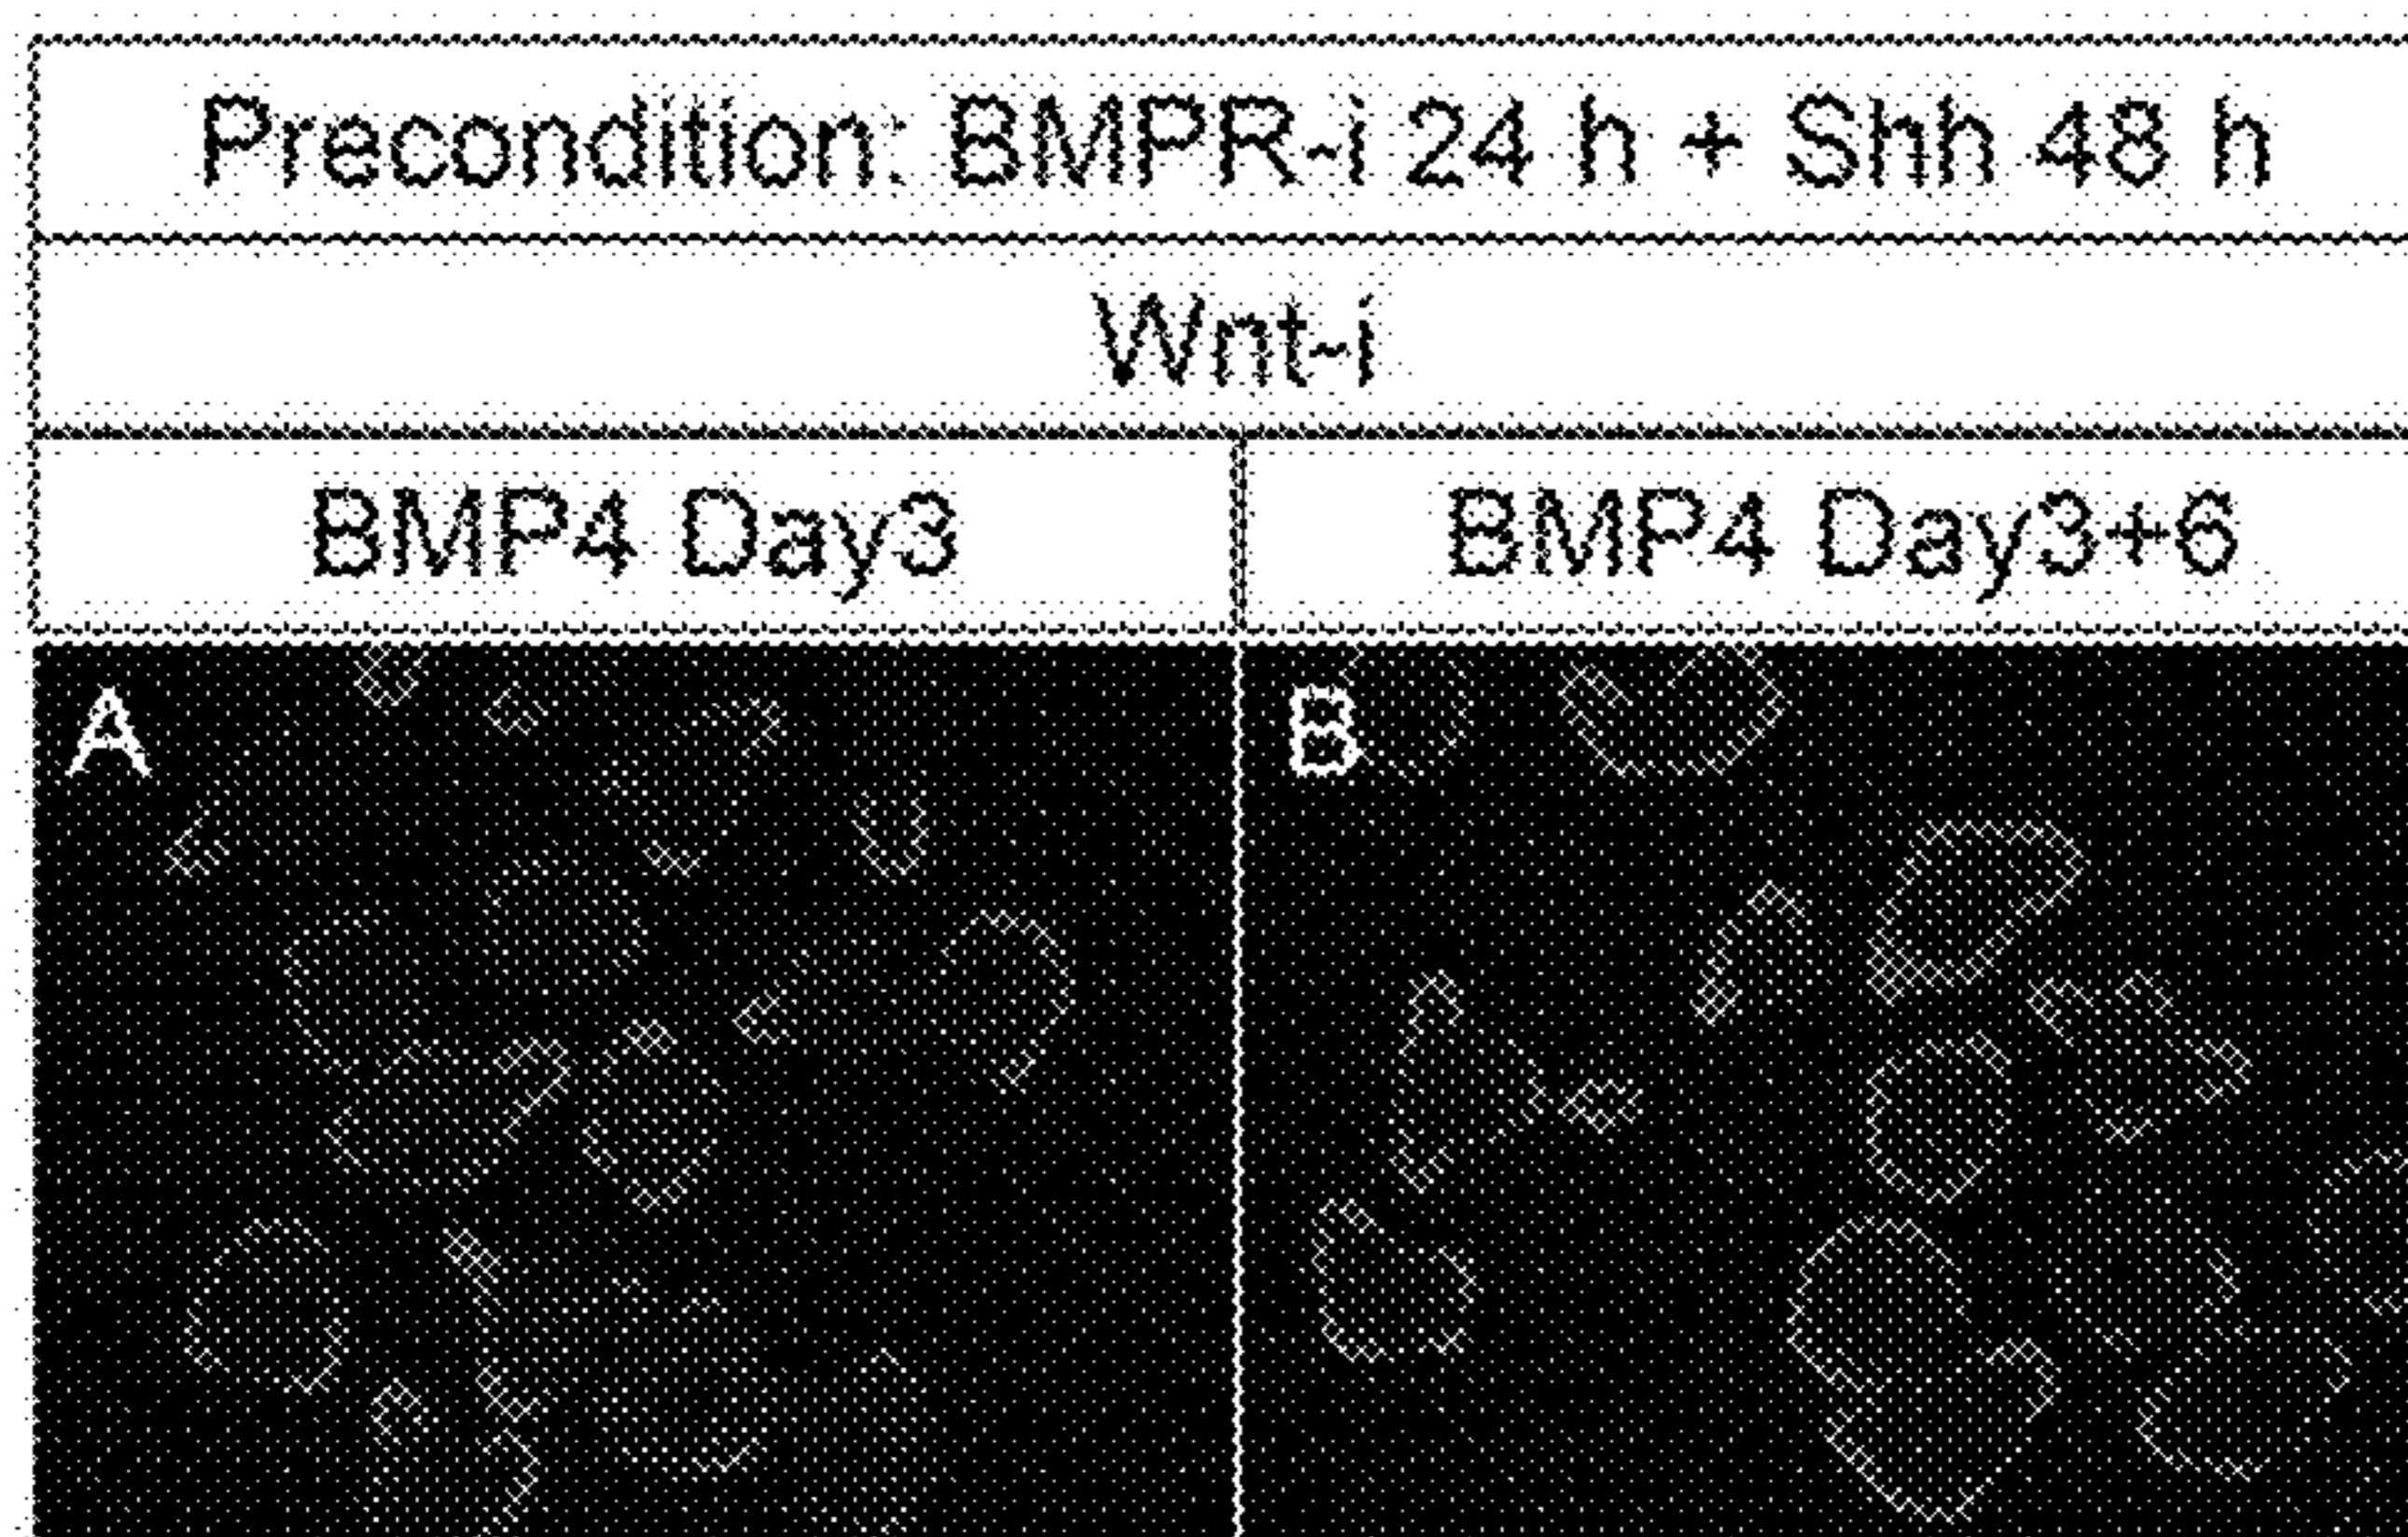 Precondition: BMPR-i 24 h + Shh 48 h
Wnt-i
BMP4 Day3
BMP4 Day3+6
A
B